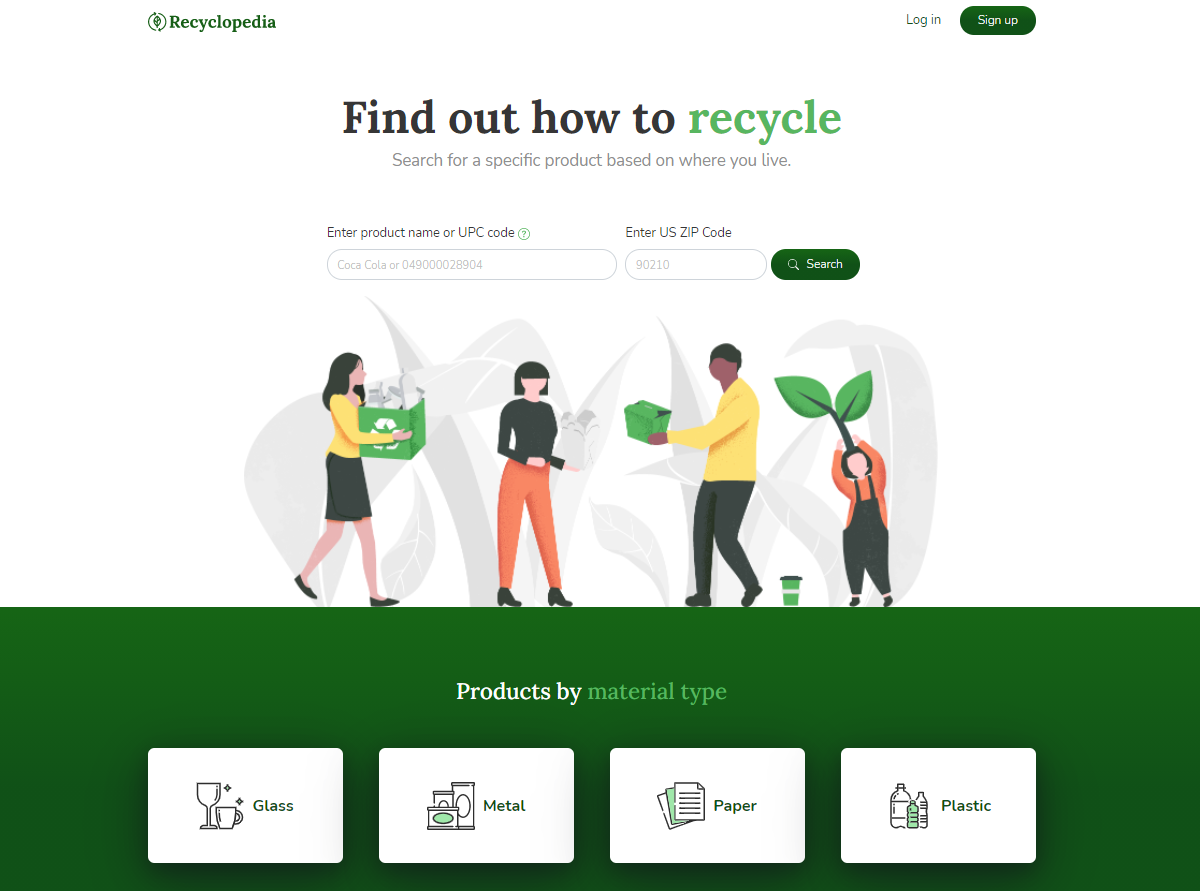 Recyclopedia
Log in
Sign up
Find out how to recycle
Search for a specific product based on where you live.
Enter product name or UPC code ?
Enter US ZIP Code
Coca Cola or 049000028904
90210
Search
Products by material type
Glass
Metal
Paper
Plastic